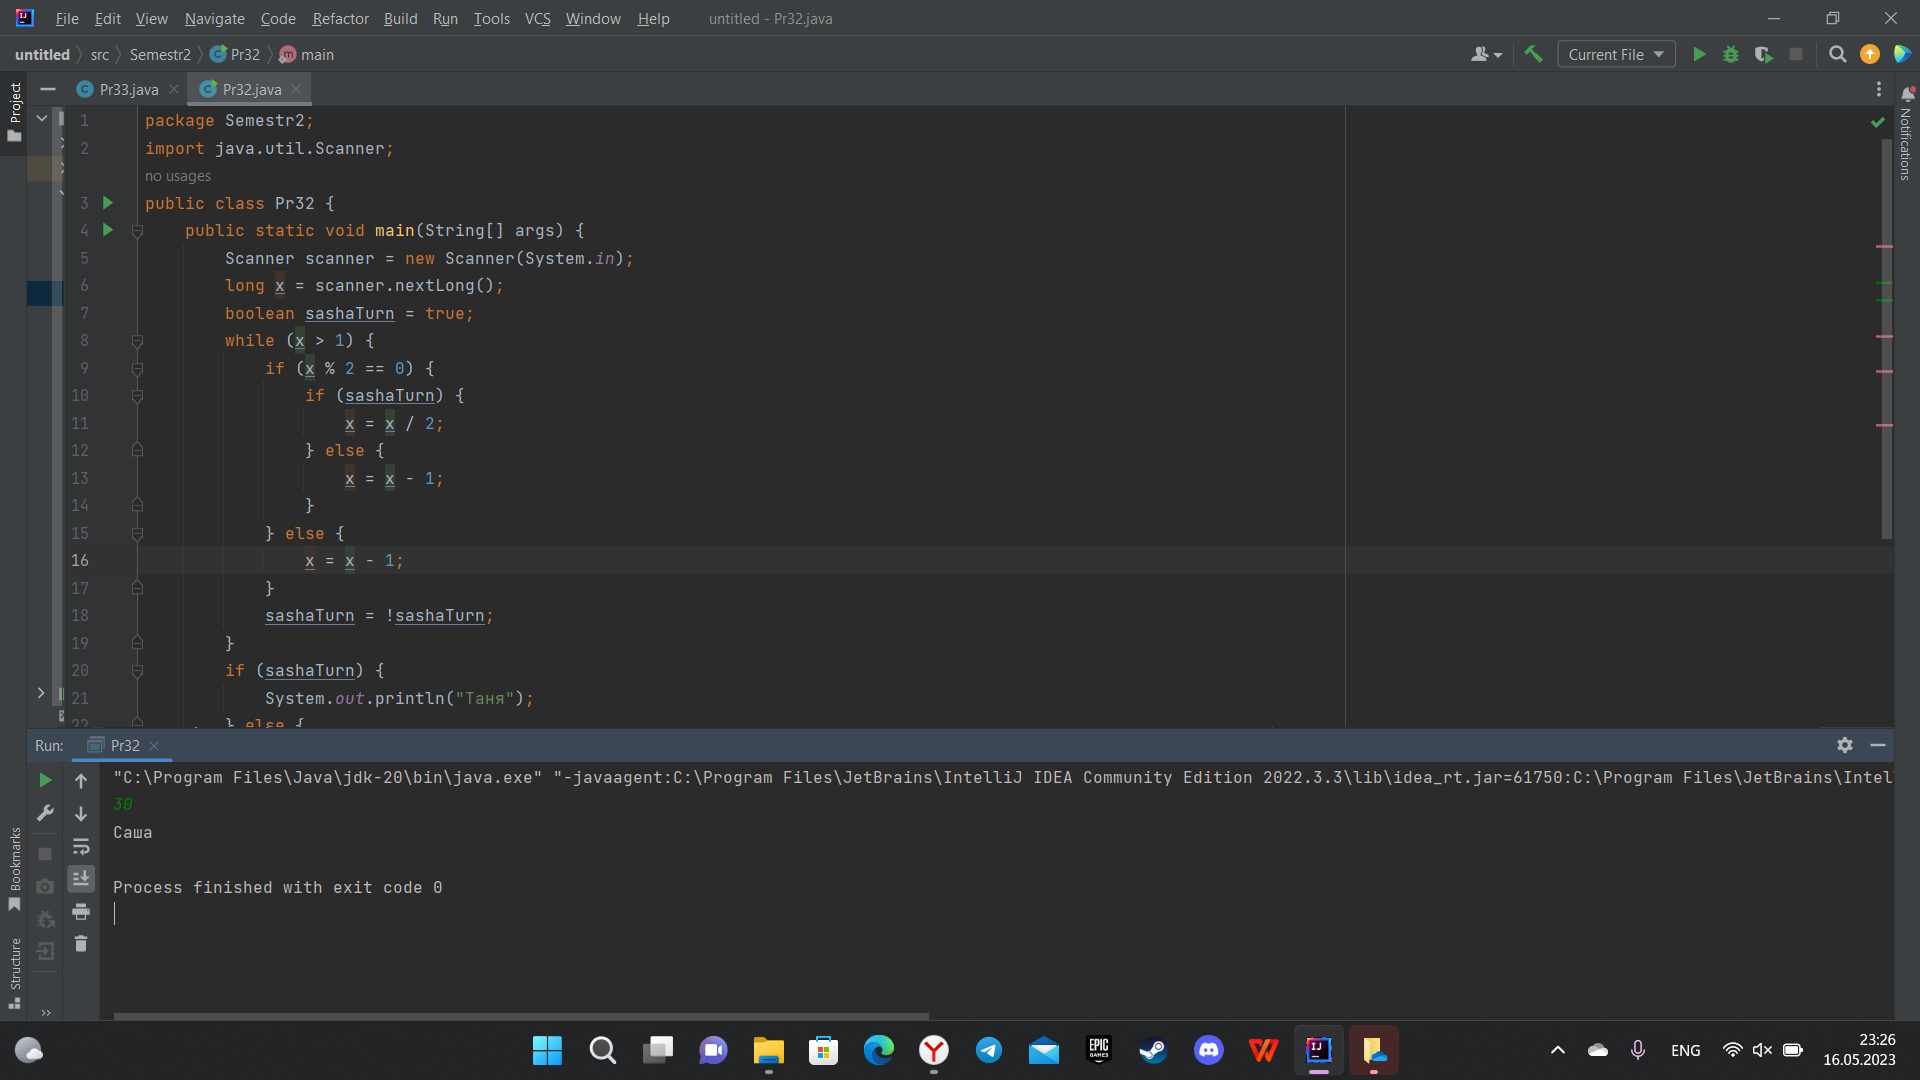 File Edit View Navigate Code Refactor Build Run Tools VCS Window Help untitled - Pr32.java
untitled src Semestr2 Pr32 main Current File
Project
Pr33.java Pr32.java
Notifications
1 package Semestr2;
2 import java.util.Scanner;
no usages
3 public class Pr32 {
4 public static void main(String[] args) {
5 Scanner scanner = new Scanner(System.in);
6 long x = scanner.nextLong();
7 boolean sashaTurn = true;
8 while (x > 1) {
9 if (x % 2 == 0) {
10 if (sashaTurn) {
11 x = x / 2;
12 } else {
13 x = x - 1;
14 }
15 } else {
16 x = x - 1;
17 }
18 sashaTurn = !sashaTurn;
19 }
20 if (sashaTurn) {
21 System.out.println("Таня");
22 } else {
Run: Pr32
"C:\Program Files\Java\jdk-20\bin\java.exe" "-javaagent:C:\Program Files\JetBrains\IntelliJ IDEA Community Edition 2022.3.3\lib\idea_rt.jar=61750:C:\Program Files\JetBrains\Intel
30
Саша
Process finished with exit code 0
Bookmarks
Structure
EPIC GAMES
ENG
23:26
16.05.2023